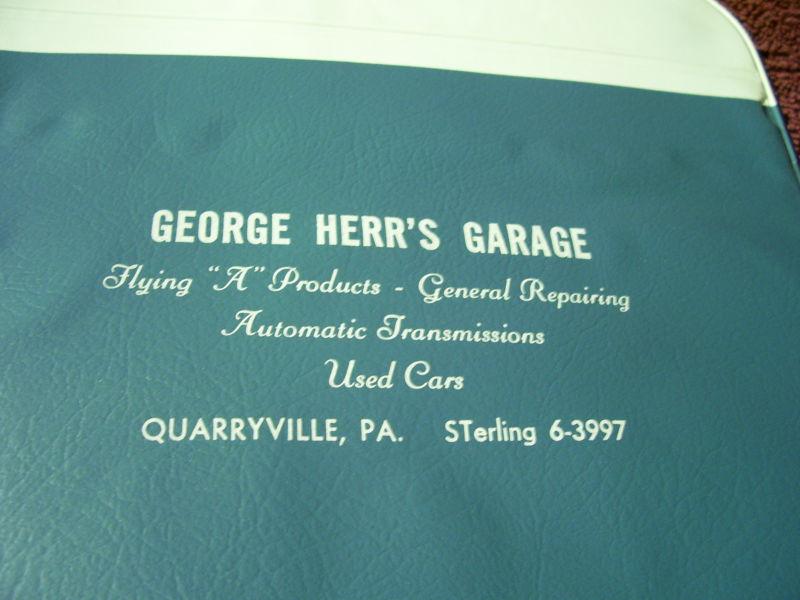 GEORGE HERR'S GARAGE
Flying "A" Products - General Repairing
Automatic Transmissions
Used Cars
QUARRYVILLE, PA. STerling 6-3997